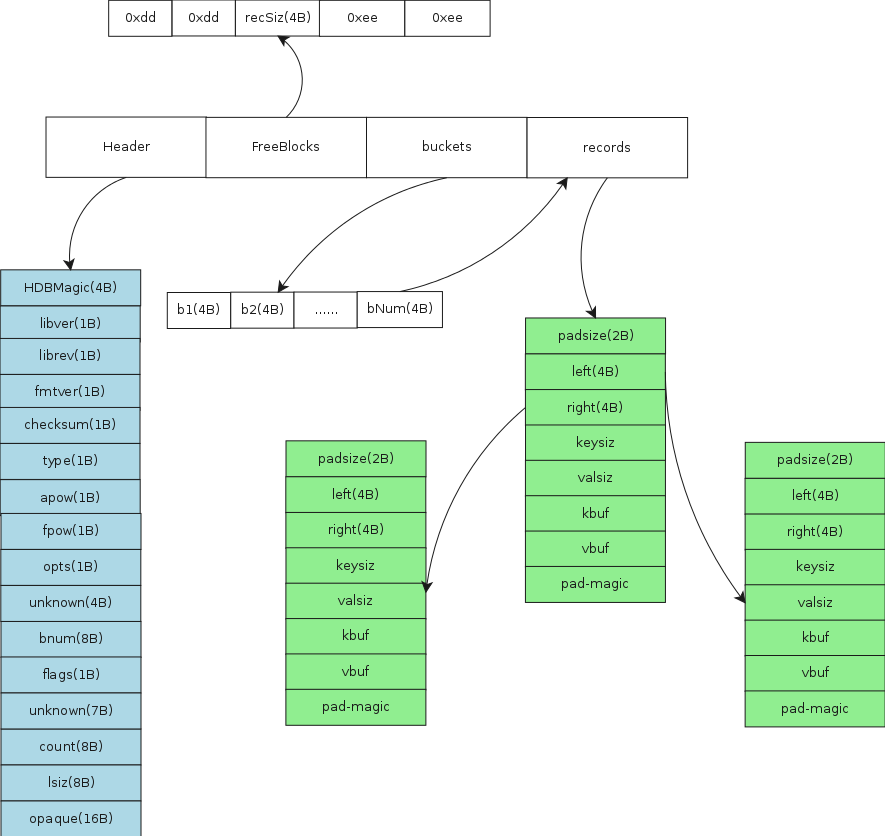 0xdd
0xdd
recSiz(4B)
0xee
0xee
Header
FreeBlocks
buckets
records
HDBMagic(4B)
libver(1B)
librev(1B)
fmtver(1B)
checksum(1B)
type(1B)
apow(1B)
fpow(1B)
opts(1B)
unknown(4B)
bnum(8B)
flags(1B)
unknown(7B)
count(8B)
lsiz(8B)
opaque(16B)
b1(4B)
b2(4B)
......
bNum(4B)
padsize(2B)
left(4B)
right(4B)
keysiz
valsiz
kbuf
vbuf
pad-magic
padsize(2B)
left(4B)
right(4B)
keysiz
valsiz
kbuf
vbuf
pad-magic
padsize(2B)
left(4B)
right(4B)
keysiz
valsiz
kbuf
vbuf
pad-magic